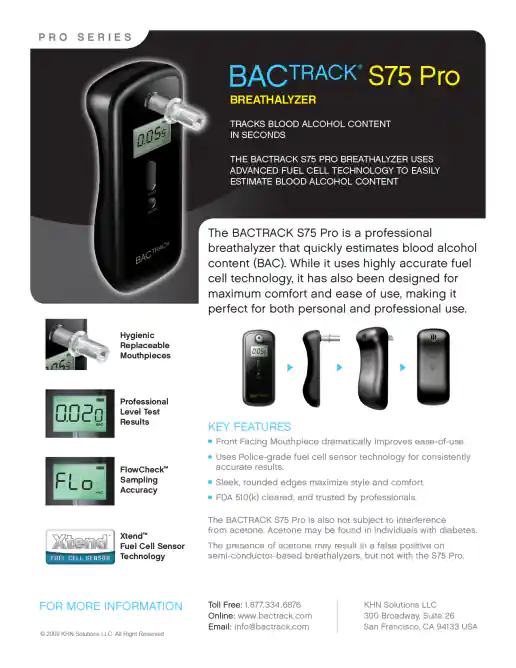 PRO SERIES
BACTRACK® S75 Pro
BREATHALYZER
TRACKS BLOOD ALCOHOL CONTENT
IN SECONDS
THE BACTRACK S75 PRO BREATHALYZER USES
ADVANCED FUEL CELL TECHNOLOGY TO EASILY
ESTIMATE BLOOD ALCOHOL CONTENT
BACTRACK
The BACTRACK S75 Pro is a professional
breathalyzer that quickly estimates blood alcohol
content (BAC). While it uses highly accurate fuel
cell technology, it has also been designed for
maximum comfort and ease of use, making it
perfect for both personal and professional use.
Hygienic
Replaceable
Mouthpieces
0.020
Professional
Level Test
Results
FLo
FlowCheck™
Sampling
Accuracy
Xtend
FUEL CELL SENSOR
Xtend™
Fuel Cell Sensor
Technology
KEY FEATURES
Front Facing Mouthpiece dramatically improves ease-of-use.
Uses Police-grade fuel cell sensor technology for consistently
accurate results.
Sleek, rounded edges maximize style and comfort.
FDA 510(k) cleared, and trusted by professionals.
The BACTRACK S75 Pro is also not subject to interference
from acetone. Acetone may be found in individuals with diabetes.
The presence of acetone may result in a false positive on
semi-conductor-based breathalyzers, but not with the S75 Pro.
FOR MORE INFORMATION
© 2009 KHN Solutions LLC. All Right Reserved
Toll Free: 1.877.334.6876
Online: www.bactrack.com
Email: info@bactrack.com
KHN Solutions LLC
300 Broadway, Suite 26
San Francisco, CA 94133 USA